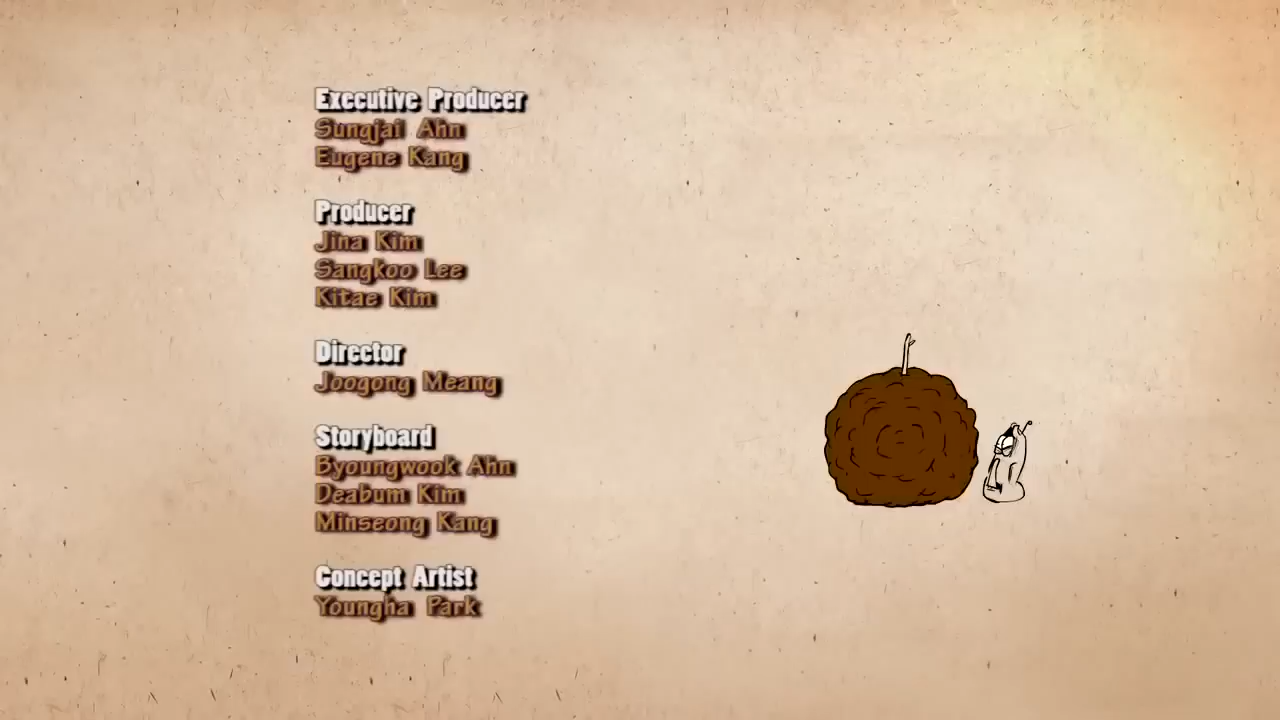 Executive Producer
Sungjai Ahn
Eugene Kang
Producer
Jina Kim
Sangkoo Lee
Kitae Kim
Director
Joogong Meang
Storyboard
Byoungwook Ahn
Deabum Kim
Minseong Kang
Concept Artist
Youngha Park